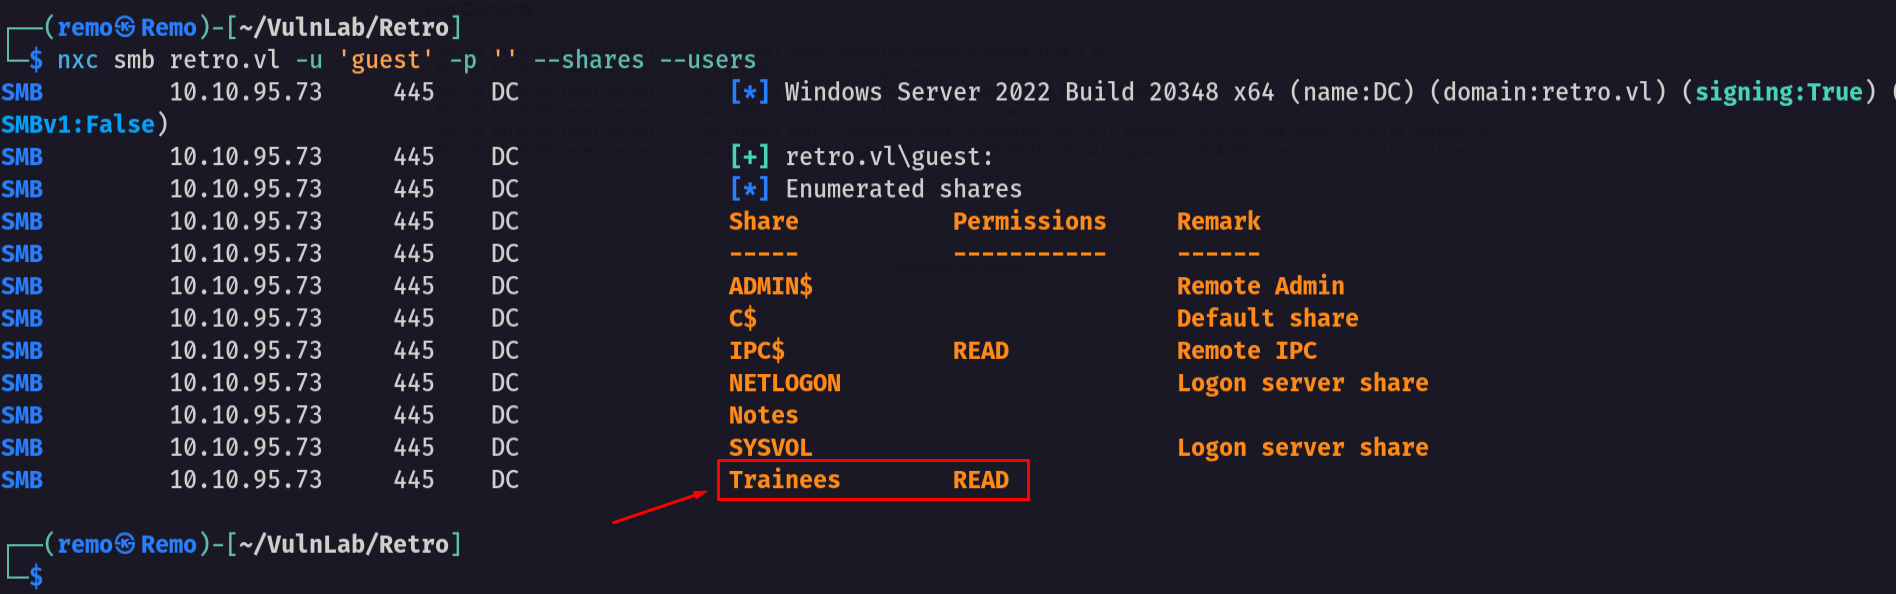 ┌──(remo㉿Remo)-[~/VulnLab/Retro]
└─$ nxc smb retro.vl -u 'guest' -p '' --shares --users
SMB 10.10.95.73 445 DC [*] Windows Server 2022 Build 20348 x64 (name:DC) (domain:retro.vl) (signing:True) (
SMBv1:False)
SMB 10.10.95.73 445 DC [+] retro.vl\guest:
SMB 10.10.95.73 445 DC [*] Enumerated shares
SMB 10.10.95.73 445 DC Share Permissions Remark
SMB 10.10.95.73 445 DC ----- ----------- ------
SMB 10.10.95.73 445 DC ADMIN$ Remote Admin
SMB 10.10.95.73 445 DC C$ Default share
SMB 10.10.95.73 445 DC IPC$ READ Remote IPC
SMB 10.10.95.73 445 DC NETLOGON Logon server share
SMB 10.10.95.73 445 DC Notes
SMB 10.10.95.73 445 DC SYSVOL Logon server share
SMB 10.10.95.73 445 DC Trainees READ
┌──(remo㉿Remo)-[~/VulnLab/Retro]
└─$